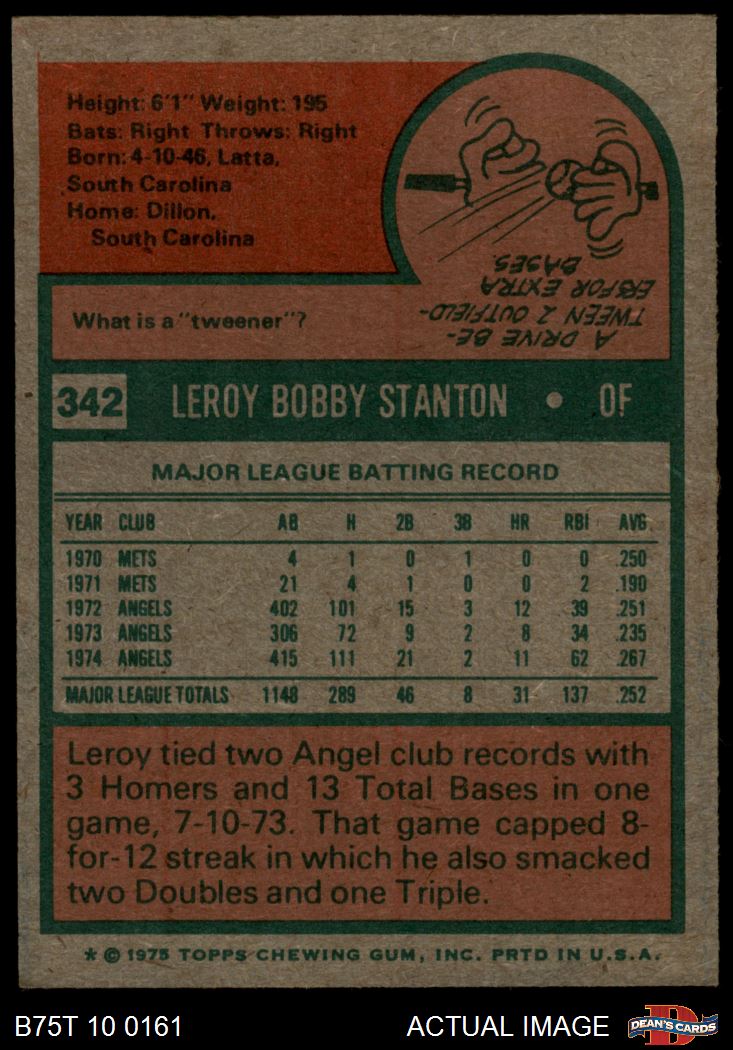 Height: 6'1" Weight: 195
Bats: Right Throws: Right
Born: 4-10-46, Latta,
South Carolina
Home: Dillon,
South Carolina
What is a "tweener"?
A DRIVE BE-
TWEEN 2 OUTFIELD-
ERS FOR EXTRA
BASES.
342 LEROY BOBBY STANTON • OF
MAJOR LEAGUE BATTING RECORD
YEAR CLUB AB H 2B 3B HR RBI AVG.
1970 METS 4 1 0 1 0 0 .250
1971 METS 21 4 1 0 0 2 .190
1972 ANGELS 402 101 15 3 12 39 .251
1973 ANGELS 306 72 9 2 8 34 .235
1974 ANGELS 415 111 21 2 11 62 .267
MAJOR LEAGUE TOTALS 1148 289 46 8 31 137 .252
Leroy tied two Angel club records with
3 Homers and 13 Total Bases in one
game, 7-10-73. That game capped 8-
for-12 streak in which he also smacked
two Doubles and one Triple.
* © 1975 TOPPS CHEWING GUM, INC. PRTD IN U.S.A.
B75T 10 0161 ACTUAL IMAGE D DEAN'S CARDS